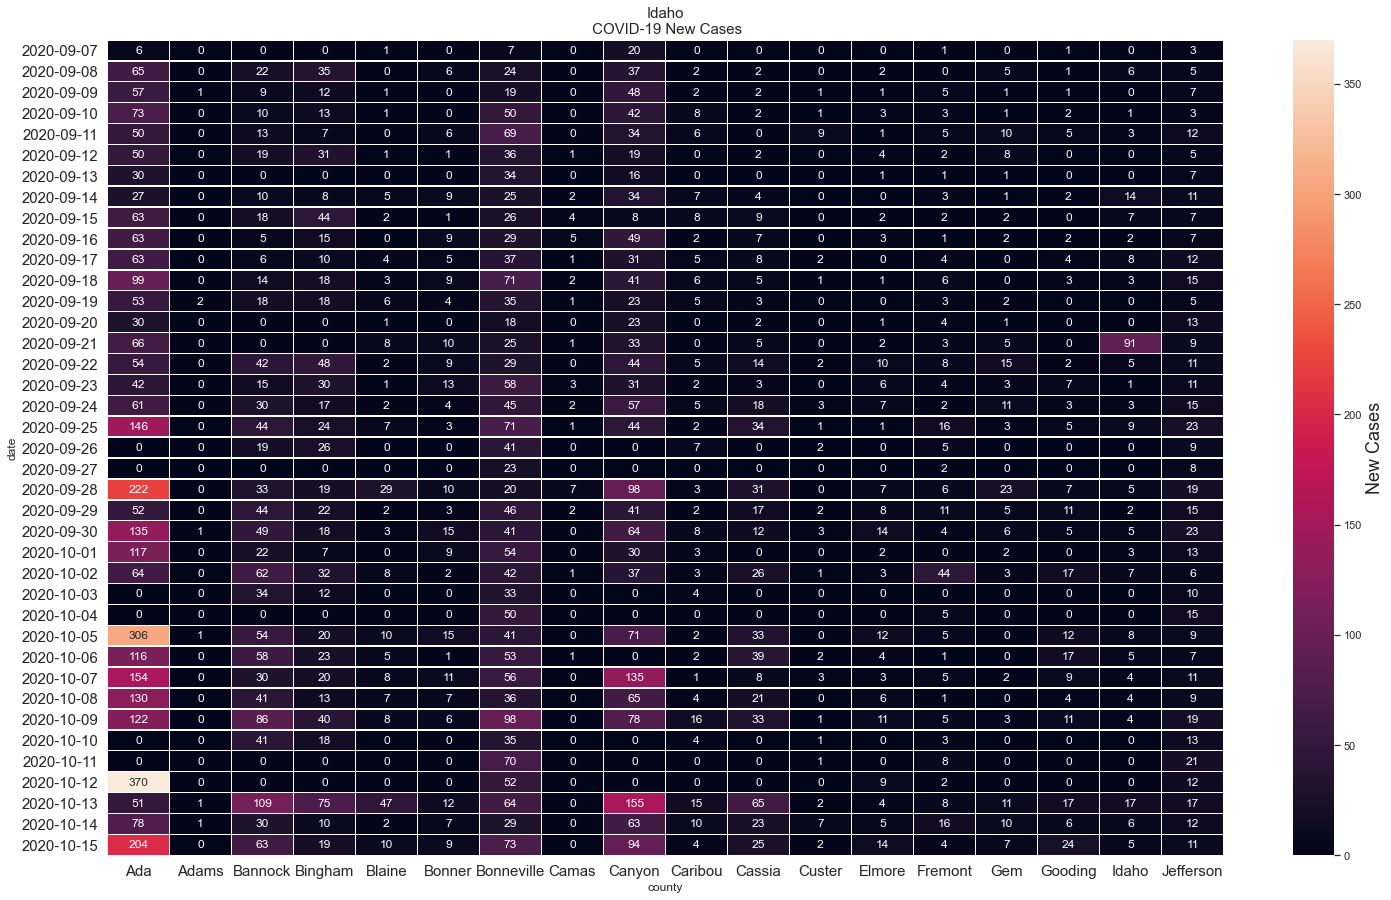 Idaho
COVID-19 New Cases
2020-09-07 6 0 0 0 1 0 7 0 20 0 0 0 0 1 0 1 0 3
2020-09-08 65 0 22 35 0 6 24 0 37 2 2 0 2 0 5 1 6 5
2020-09-09 57 1 9 12 1 0 19 0 48 2 2 1 1 5 1 1 0 7
2020-09-10 73 0 10 13 1 0 50 0 42 8 2 1 3 3 1 2 1 3
2020-09-11 50 0 13 7 0 6 69 0 34 6 0 9 1 5 10 5 3 12
2020-09-12 50 0 19 31 1 1 36 1 19 0 2 0 4 2 8 0 0 5
2020-09-13 30 0 0 0 0 0 34 0 16 0 0 0 1 1 1 0 0 7
2020-09-14 27 0 10 8 5 9 25 2 34 7 4 0 0 3 1 2 14 11
2020-09-15 63 0 18 44 2 1 26 4 8 8 9 0 2 2 2 0 7 7
2020-09-16 63 0 5 15 0 9 29 5 49 2 7 0 3 1 2 2 2 7
2020-09-17 63 0 6 10 4 5 37 1 31 5 8 2 0 4 0 4 8 12
2020-09-18 99 0 14 18 3 9 71 2 41 6 5 1 1 6 0 3 3 15
2020-09-19 53 2 18 18 6 4 35 1 23 5 3 0 0 3 2 0 0 5
2020-09-20 30 0 0 0 1 0 18 0 23 0 2 0 1 4 1 0 0 13
2020-09-21 66 0 0 0 8 10 25 1 33 0 5 0 2 3 5 0 91 9
2020-09-22 54 0 42 48 2 9 29 0 44 5 14 2 10 8 15 2 5 11
2020-09-23 42 0 15 30 1 13 58 3 31 2 3 0 6 4 3 7 1 11
2020-09-24 61 0 30 17 2 4 45 2 57 5 18 3 7 2 11 3 3 15
2020-09-25 146 0 44 24 7 3 71 1 44 2 34 1 1 16 3 5 9 23
2020-09-26 0 0 19 26 0 0 41 0 0 7 0 2 0 5 0 0 0 9
2020-09-27 0 0 0 0 0 0 23 0 0 0 0 0 0 2 0 0 0 8
2020-09-28 222 0 33 19 29 10 20 7 98 3 31 0 7 6 23 7 5 19
2020-09-29 52 0 44 22 2 3 46 2 41 2 17 2 8 11 5 11 2 15
2020-09-30 135 1 49 18 3 15 41 0 64 8 12 3 14 4 6 5 5 23
2020-10-01 117 0 22 7 0 9 54 0 30 3 0 0 2 0 2 0 3 13
2020-10-02 64 0 62 32 8 2 42 1 37 3 26 1 3 44 3 17 7 6
2020-10-03 0 0 34 12 0 0 33 0 0 4 0 0 0 0 0 0 0 10
2020-10-04 0 0 0 0 0 0 50 0 0 0 0 0 0 5 0 0 0 15
2020-10-05 306 1 54 20 10 15 41 0 71 2 33 0 12 5 0 12 8 9
2020-10-06 116 0 58 23 5 1 53 1 0 2 39 2 4 1 0 17 5 7
2020-10-07 154 0 30 20 8 11 56 0 135 1 8 3 3 5 2 9 4 11
2020-10-08 130 0 41 13 7 7 36 0 65 4 21 0 6 1 0 4 4 9
2020-10-09 122 0 86 40 8 6 98 0 78 16 33 1 11 5 3 11 4 19
2020-10-10 0 0 41 18 0 0 35 0 0 4 0 1 0 3 0 0 0 13
2020-10-11 0 0 0 0 0 0 70 0 0 0 0 1 0 8 0 0 0 21
2020-10-12 370 0 0 0 0 0 52 0 0 0 0 0 9 2 0 0 0 12
2020-10-13 51 1 109 75 47 12 64 0 155 15 65 2 4 8 11 17 17 17
2020-10-14 78 1 30 10 2 7 29 0 63 10 23 7 5 16 10 6 6 12
2020-10-15 204 0 63 19 10 9 73 0 94 4 25 2 14 4 7 24 5 11
Ada Adams Bannock Bingham Blaine Bonner Bonneville Camas Canyon Caribou Cassia Custer Elmore Fremont Gem Gooding Idaho Jefferson
county
date
350
300
250
200
150
100
50
0
New Cases